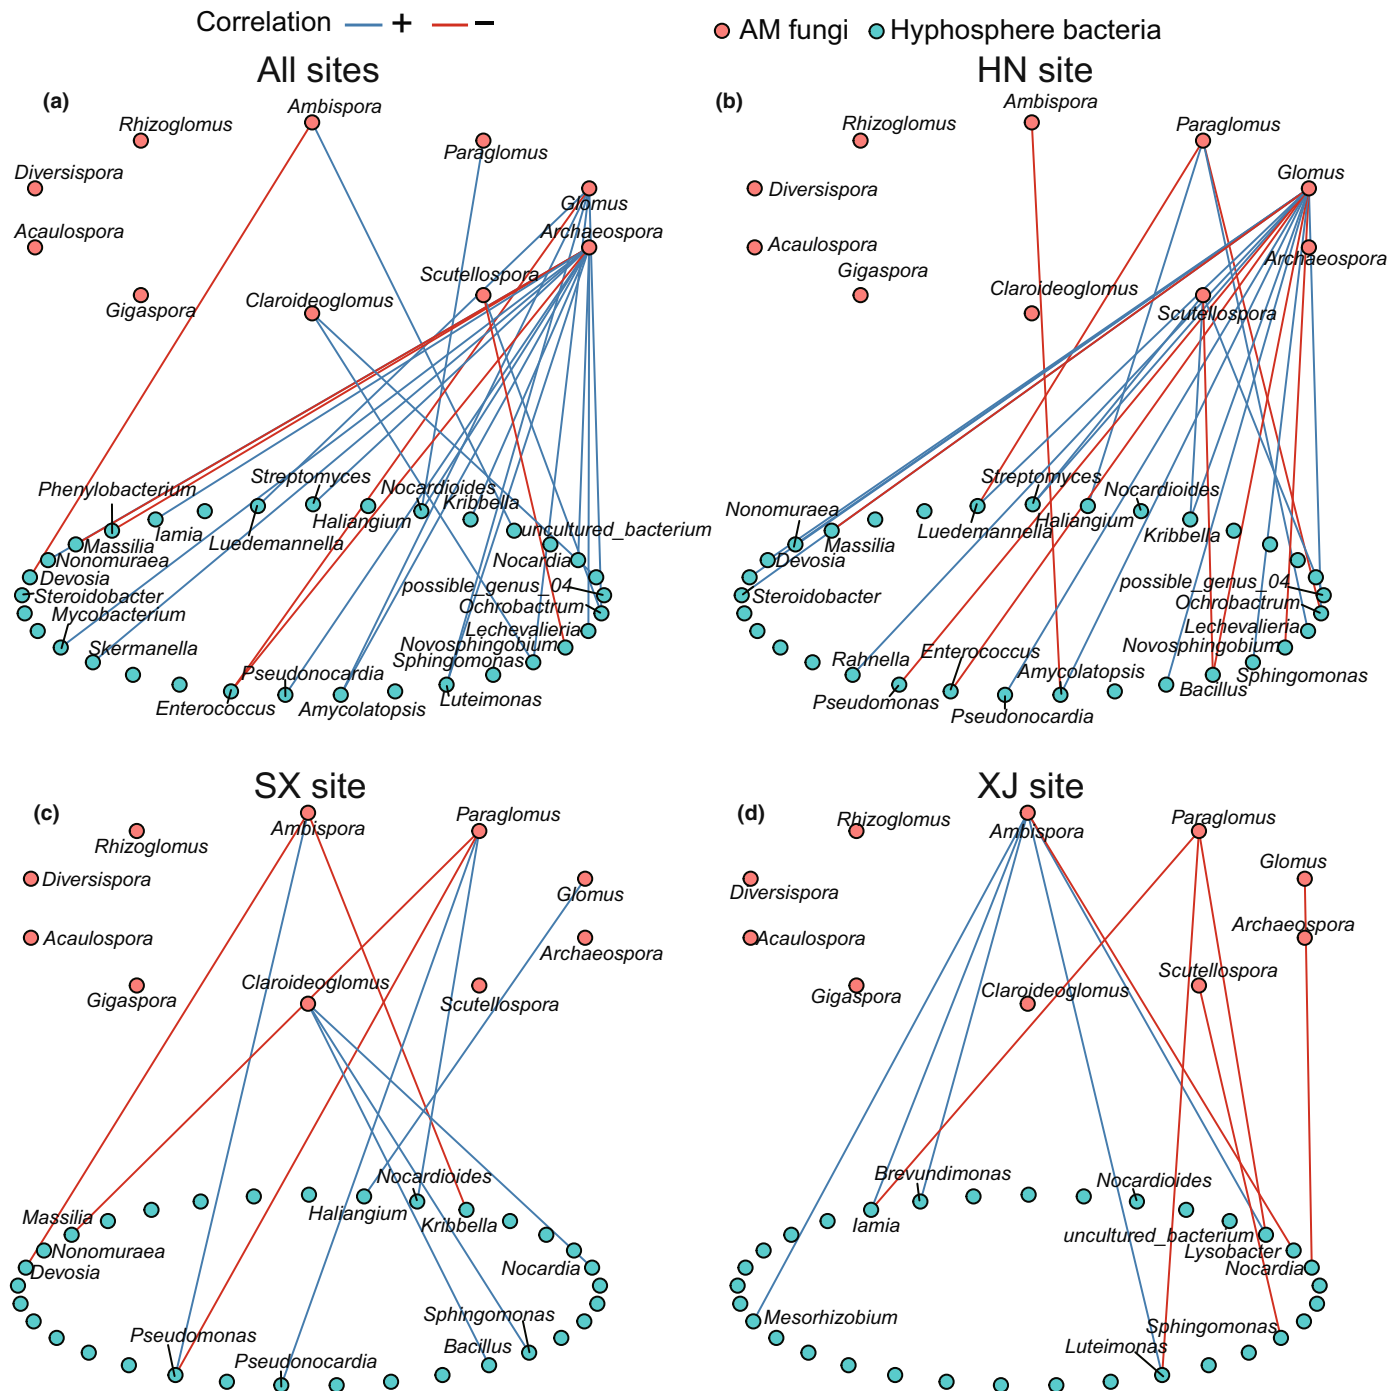 Correlation + −
AM fungi Hyphosphere bacteria
All sites
HN site
(a)
Ambispora
Rhizoglomus
Paraglomus
Diversispora
Glomus
Acaulospora
Archaeospora
Scutellospora
Claroideoglomus
Gigaspora
Streptomyces
Phenylobacterium
Nocardioides
Kribbella
Haliangium
uncultured_bacterium
Iamia
Luedemannella
Massilia
Nonomuraea
Nocardia
Devosia
possible_genus_04
Steroidobacter
Ochrobactrum
Mycobacterium
Lechevalieria
Skermanella
Novosphingobium
Sphingomonas
Pseudonocardia
Luteimonas
Enterococcus
Amycolatopsis
(b)
Ambispora
Rhizoglomus
Paraglomus
Glomus
Diversispora
Acaulospora
Archaeospora
Gigaspora
Claroideoglomus
Scutellospora
Streptomyces
Nocardioides
Nonomuraea
Luedemannella
Haliangium
Kribbella
Massilia
Devosia
possible_genus_04
Steroidobacter
Ochrobactrum
Lechevalieria
Novosphingobium
Enterococcus
Rahnella
Amycolatopsis
Sphingomonas
Bacillus
Pseudomonas
Pseudonocardia
SX site
XJ site
(c)
Ambispora
Paraglomus
Rhizoglomus
Diversispora
Glomus
Acaulospora
Archaeospora
Claroideoglomus
Gigaspora
Scutellospora
Nocardioides
Haliangium
Massilia
Kribbella
Nonomuraea
Devosia
Nocardia
Sphingomonas
Pseudomonas
Bacillus
Pseudonocardia
(d)
Rhizoglomus
Ambispora
Paraglomus
Glomus
Diversispora
Archaeospora
Acaulospora
Scutellospora
Claroideoglomus
Gigaspora
Brevundimonas
Nocardioides
Iamia
uncultured_bacterium
Lysobacter
Nocardia
Mesorhizobium
Sphingomonas
Luteimonas